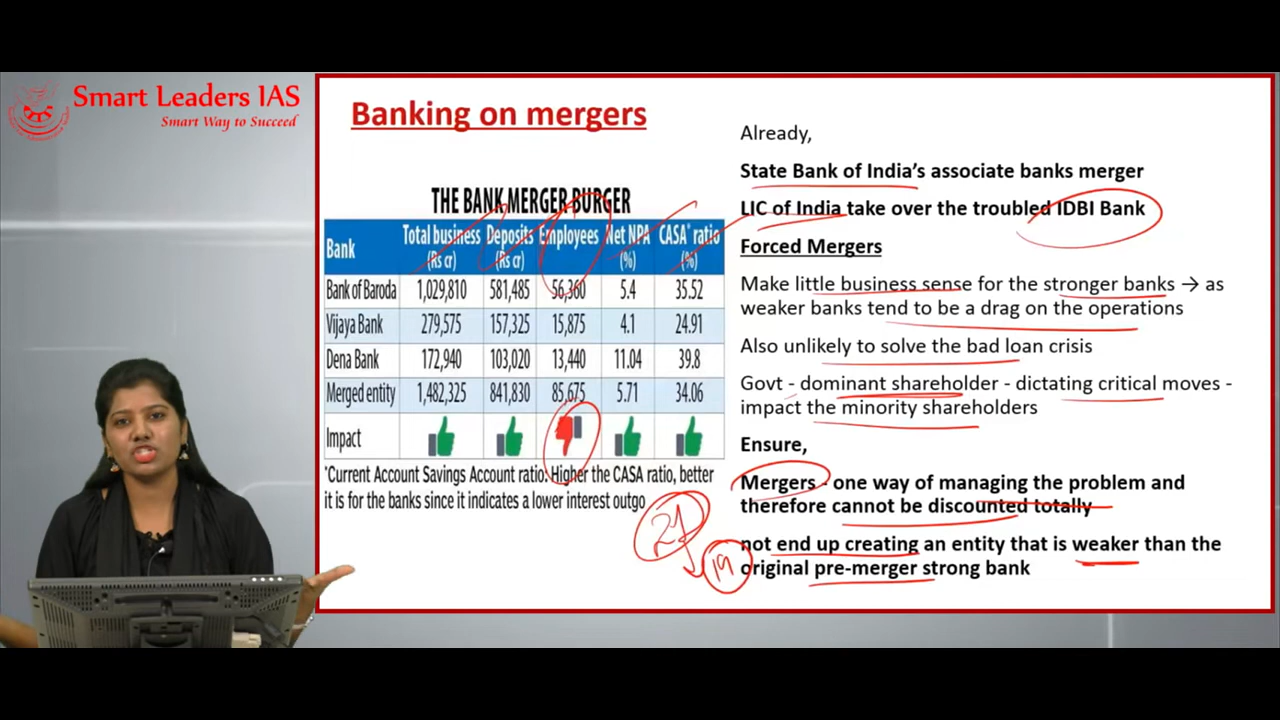 Smart Leaders IAS
Smart Way to Succeed
Banking on mergers
THE BANK MERGER BURGER
Bank Total business (Rs cr) Deposits (Rs cr) Employees Net NPA (%) CASA* ratio (%)
Bank of Baroda 1,029,810 581,485 56,360 5.4 35.52
Vijaya Bank 279,575 157,325 15,875 4.1 24.91
Dena Bank 172,940 103,020 13,440 11.04 39.8
Merged entity 1,482,325 841,830 85,675 5.71 34.06
Impact
*Current Account Savings Account ratio: Higher the CASA ratio, better
it is for the banks since it indicates a lower interest outgo
Already,
State Bank of India's associate banks merger
LIC of India take over the troubled IDBI Bank
Forced Mergers
Make little business sense for the stronger banks → as
weaker banks tend to be a drag on the operations
Also unlikely to solve the bad loan crisis
Govt - dominant shareholder - dictating critical moves -
impact the minority shareholders
Ensure,
Mergers - one way of managing the problem and
therefore cannot be discounted totally
not end up creating an entity that is weaker than the
original pre-merger strong bank
21
19